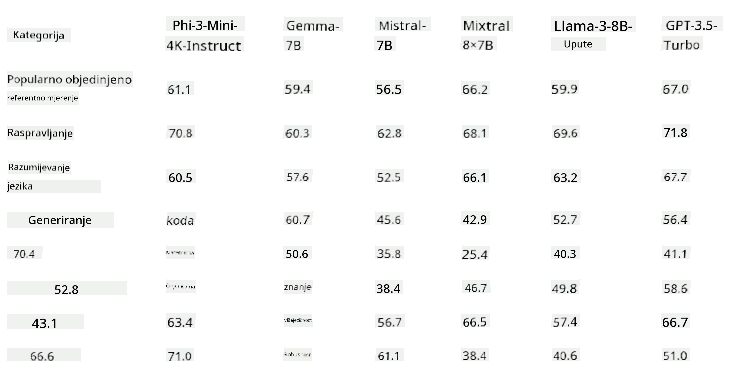 Kategorija Phi-3-Mini-4K-Instruct Gemma-7B Mistral-7B Mixtral 8×7B Llama-3-8B-Upute GPT-3.5-Turbo
Popularno objedinjeno referentno mjerenje 61.1 59.4 56.5 66.2 59.9 67.0
Raspravljanje 70.8 60.3 62.8 68.1 69.6 71.8
Razumijevanje jezika 60.5 57.6 52.5 66.1 63.2 67.7
Generiranje koda 60.7 45.6 42.9 52.7 56.4
70.4 50.6 35.8 25.4 40.3 41.1
52.8 znanje 38.4 46.7 49.8 58.6
43.1 63.4 56.7 66.5 57.4 66.7
66.6 71.0 61.1 38.4 40.6 51.0